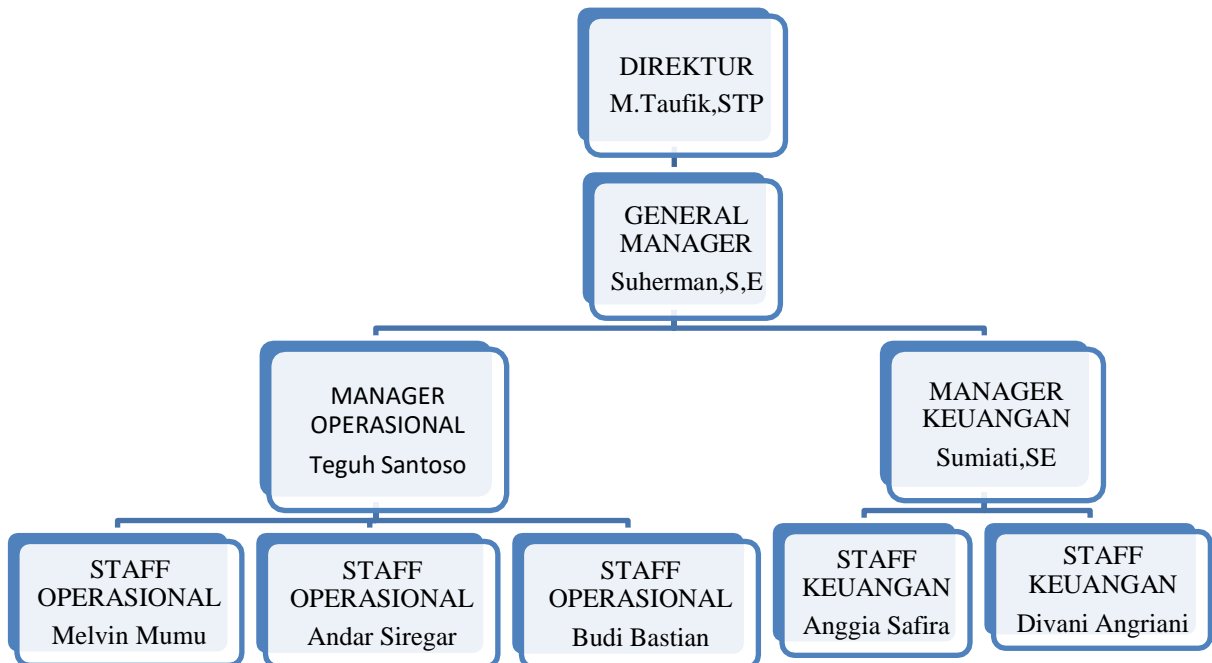 DIREKTUR
M.Taufik,STP
GENERAL
MANAGER
Suherman,S,E
MANAGER
OPERASIONAL
Teguh Santoso
MANAGER
KEUANGAN
Sumiati,SE
STAFF
OPERASIONAL
Melvin Mumu
STAFF
OPERASIONAL
Andar Siregar
STAFF
OPERASIONAL
Budi Bastian
STAFF
KEUANGAN
Anggia Safira
STAFF
KEUANGAN
Divani Angriani